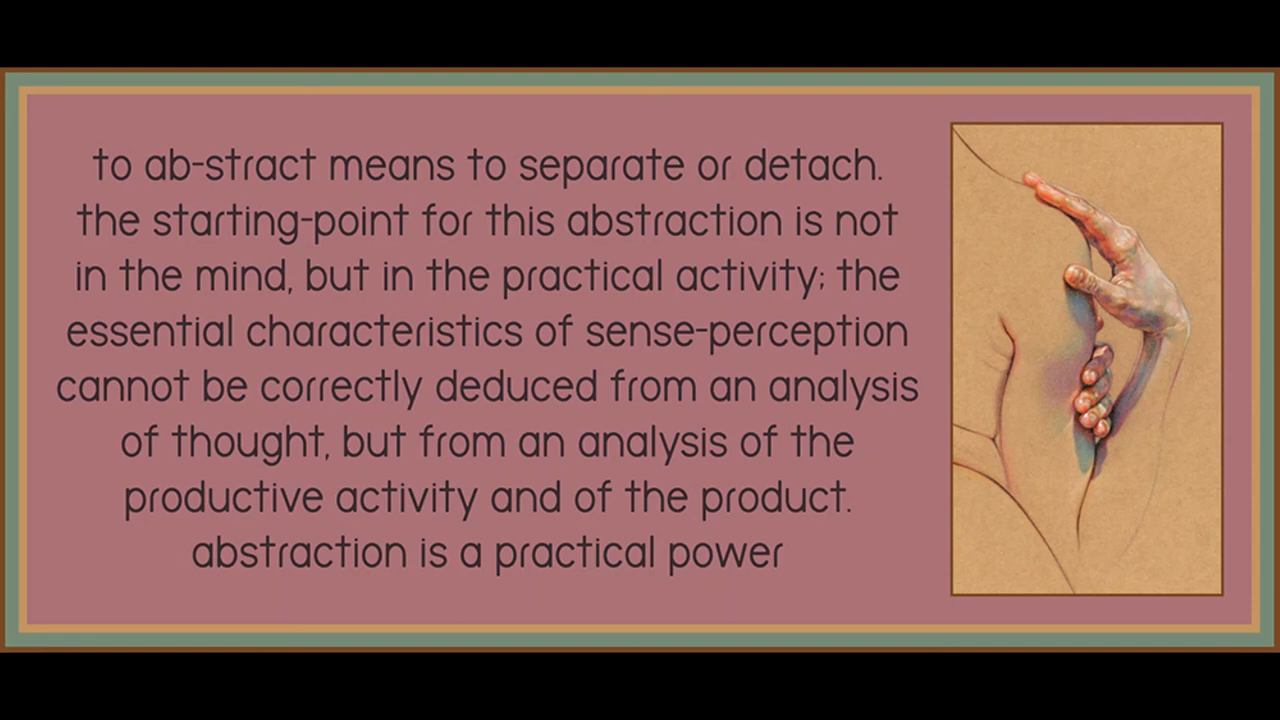 to ab-stract means to separate or detach.
the starting-point for this abstraction is not
in the mind, but in the practical activity; the
essential characteristics of sense-perception
cannot be correctly deduced from an analysis
of thought, but from an analysis of the
productive activity and of the product.
abstraction is a practical power